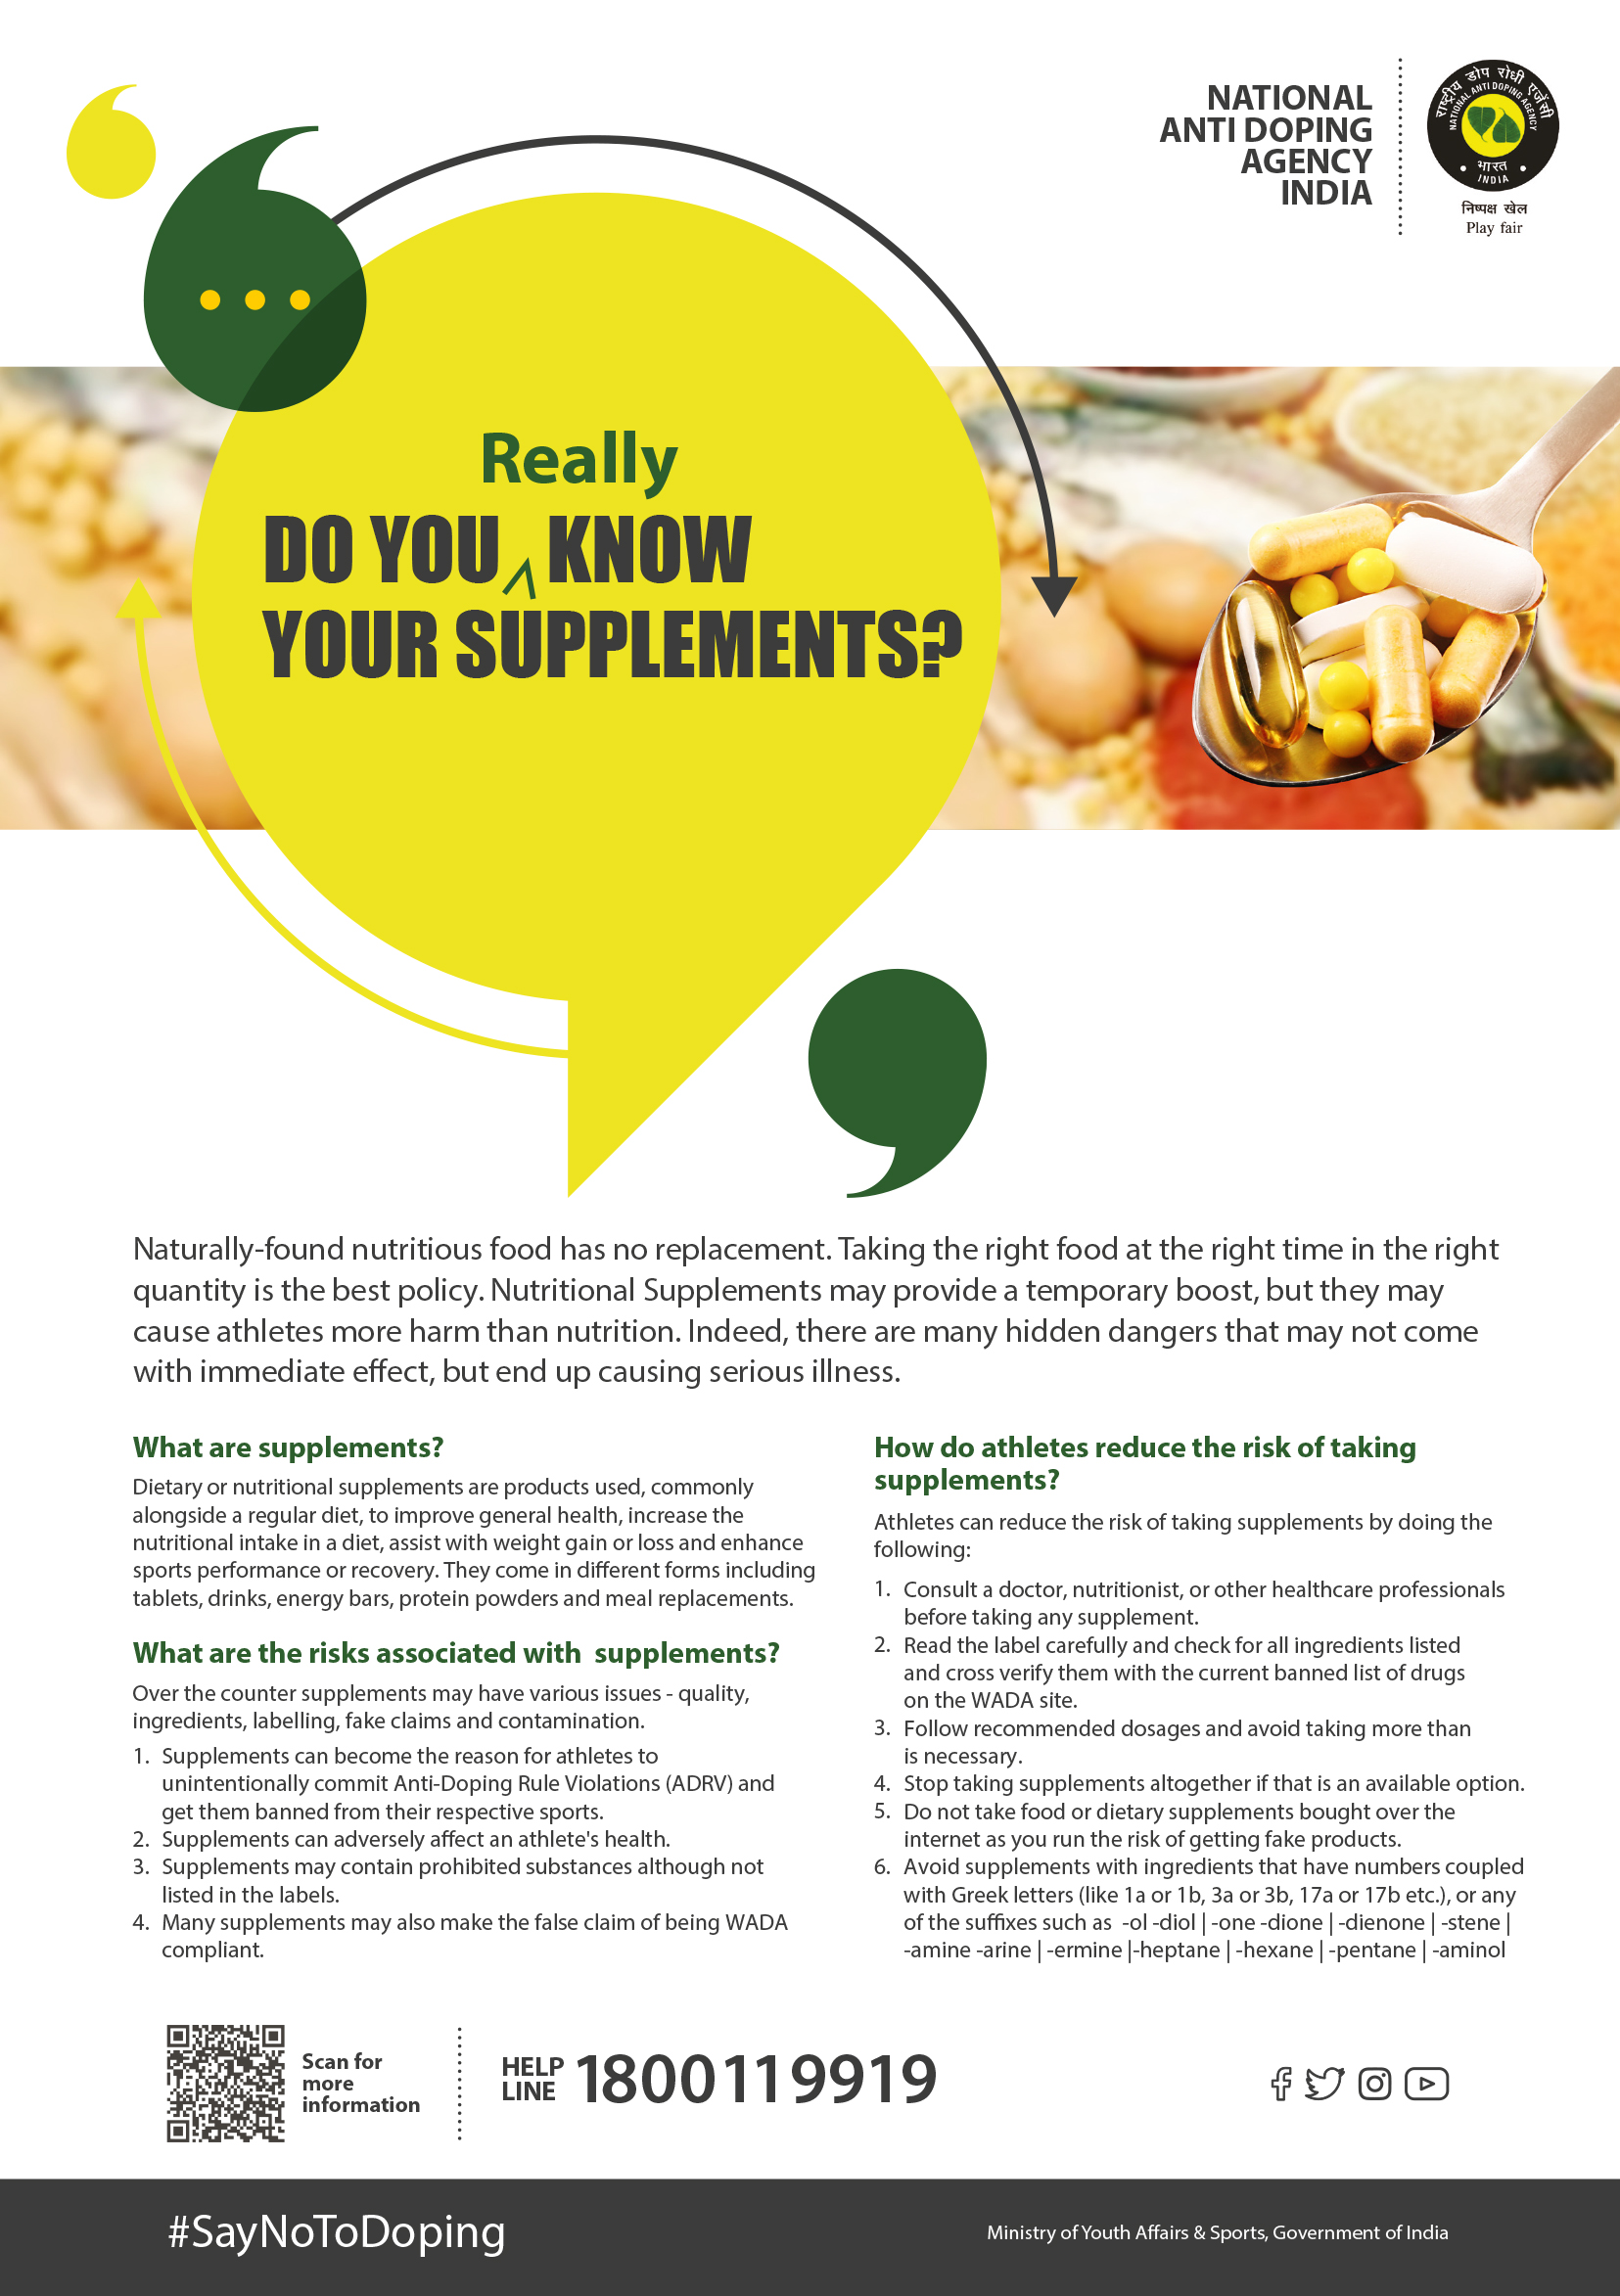 NATIONAL
ANTI DOPING
AGENCY
INDIA
राष्ट्रीय डोप रोधी एजेंसी
NATIONAL ANTI DOPING AGENCY
भारत
INDIA
निष्पक्ष खेल
Play fair
Really
DO YOU ^ KNOW
YOUR SUPPLEMENTS?
Naturally-found nutritious food has no replacement. Taking the right food at the right time in the right
quantity is the best policy. Nutritional Supplements may provide a temporary boost, but they may
cause athletes more harm than nutrition. Indeed, there are many hidden dangers that may not come
with immediate effect, but end up causing serious illness.
What are supplements?
Dietary or nutritional supplements are products used, commonly
alongside a regular diet, to improve general health, increase the
nutritional intake in a diet, assist with weight gain or loss and enhance
sports performance or recovery. They come in different forms including
tablets, drinks, energy bars, protein powders and meal replacements.
What are the risks associated with  supplements?
Over the counter supplements may have various issues - quality,
ingredients, labelling, fake claims and contamination.
1. Supplements can become the reason for athletes to
unintentionally commit Anti-Doping Rule Violations (ADRV) and
get them banned from their respective sports.
2. Supplements can adversely affect an athlete's health.
3. Supplements may contain prohibited substances although not
listed in the labels.
4. Many supplements may also make the false claim of being WADA
compliant.
How do athletes reduce the risk of taking
supplements?
Athletes can reduce the risk of taking supplements by doing the
following:
1. Consult a doctor, nutritionist, or other healthcare professionals
before taking any supplement.
2. Read the label carefully and check for all ingredients listed
and cross verify them with the current banned list of drugs
on the WADA site.
3. Follow recommended dosages and avoid taking more than
is necessary.
4. Stop taking supplements altogether if that is an available option.
5. Do not take food or dietary supplements bought over the
internet as you run the risk of getting fake products.
6. Avoid supplements with ingredients that have numbers coupled
with Greek letters (like 1a or 1b, 3a or 3b, 17a or 17b etc.), or any
of the suffixes such as  -ol -diol | -one -dione | -dienone | -stene |
-amine -arine | -ermine |-heptane | -hexane | -pentane | -aminol
Scan for
more
information
HELP
LINE
1800 11 9919
#SayNoToDoping
Ministry of Youth Affairs & Sports, Government of India